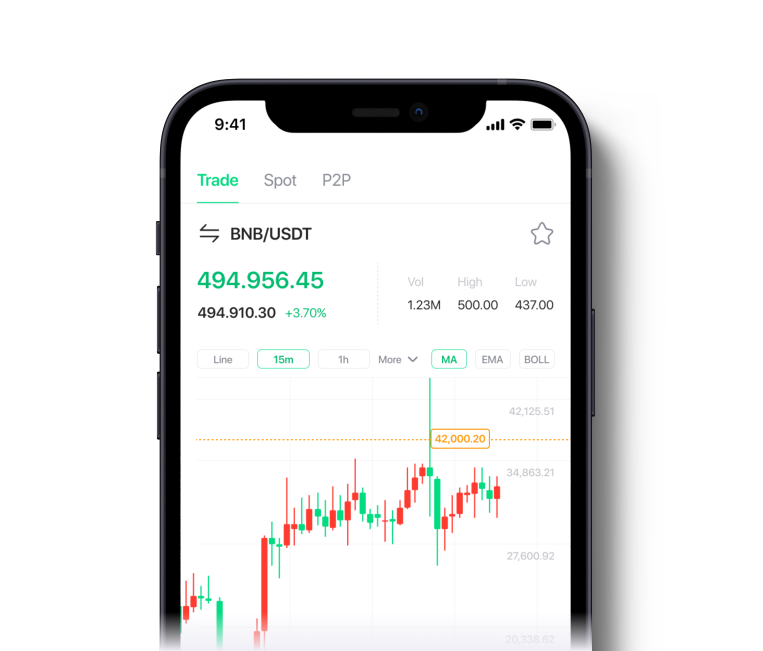 9:41
Trade Spot P2P
BNB/USDT
494.956.45
494.910.30 +3.70%
Vol High Low
1.23M 500.00 437.00
Line 15m 1h More MA EMA BOLL
42,125.51
42,000.20
34,863.21
27,600.92
20,338.62